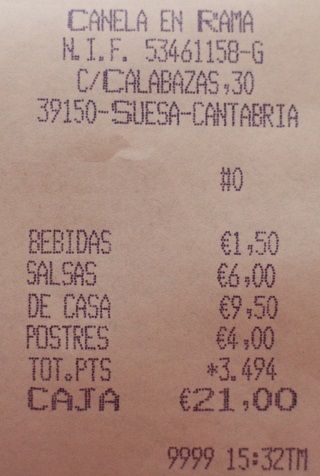 CANELA EN RAMA
N.I.F. 53461158-G
C/CALABAZAS,30
39150-SUESA-CANTABRIA
#0
BEBIDAS €1,50
SALSAS €6,00
DE CASA €9,50
POSTRES €4,00
TOT.PTS *3.494
CAJA €21,00
9999 15:32TM